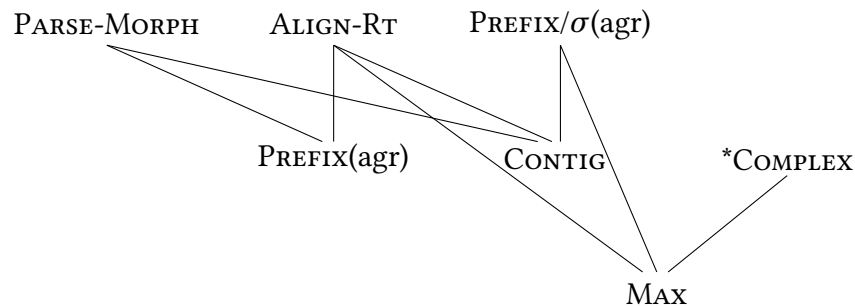 PARSE-MORPH ALIGN-RT PREFIX/σ(agr)
PREFIX(agr) CONTIG *COMPLEX
MAX